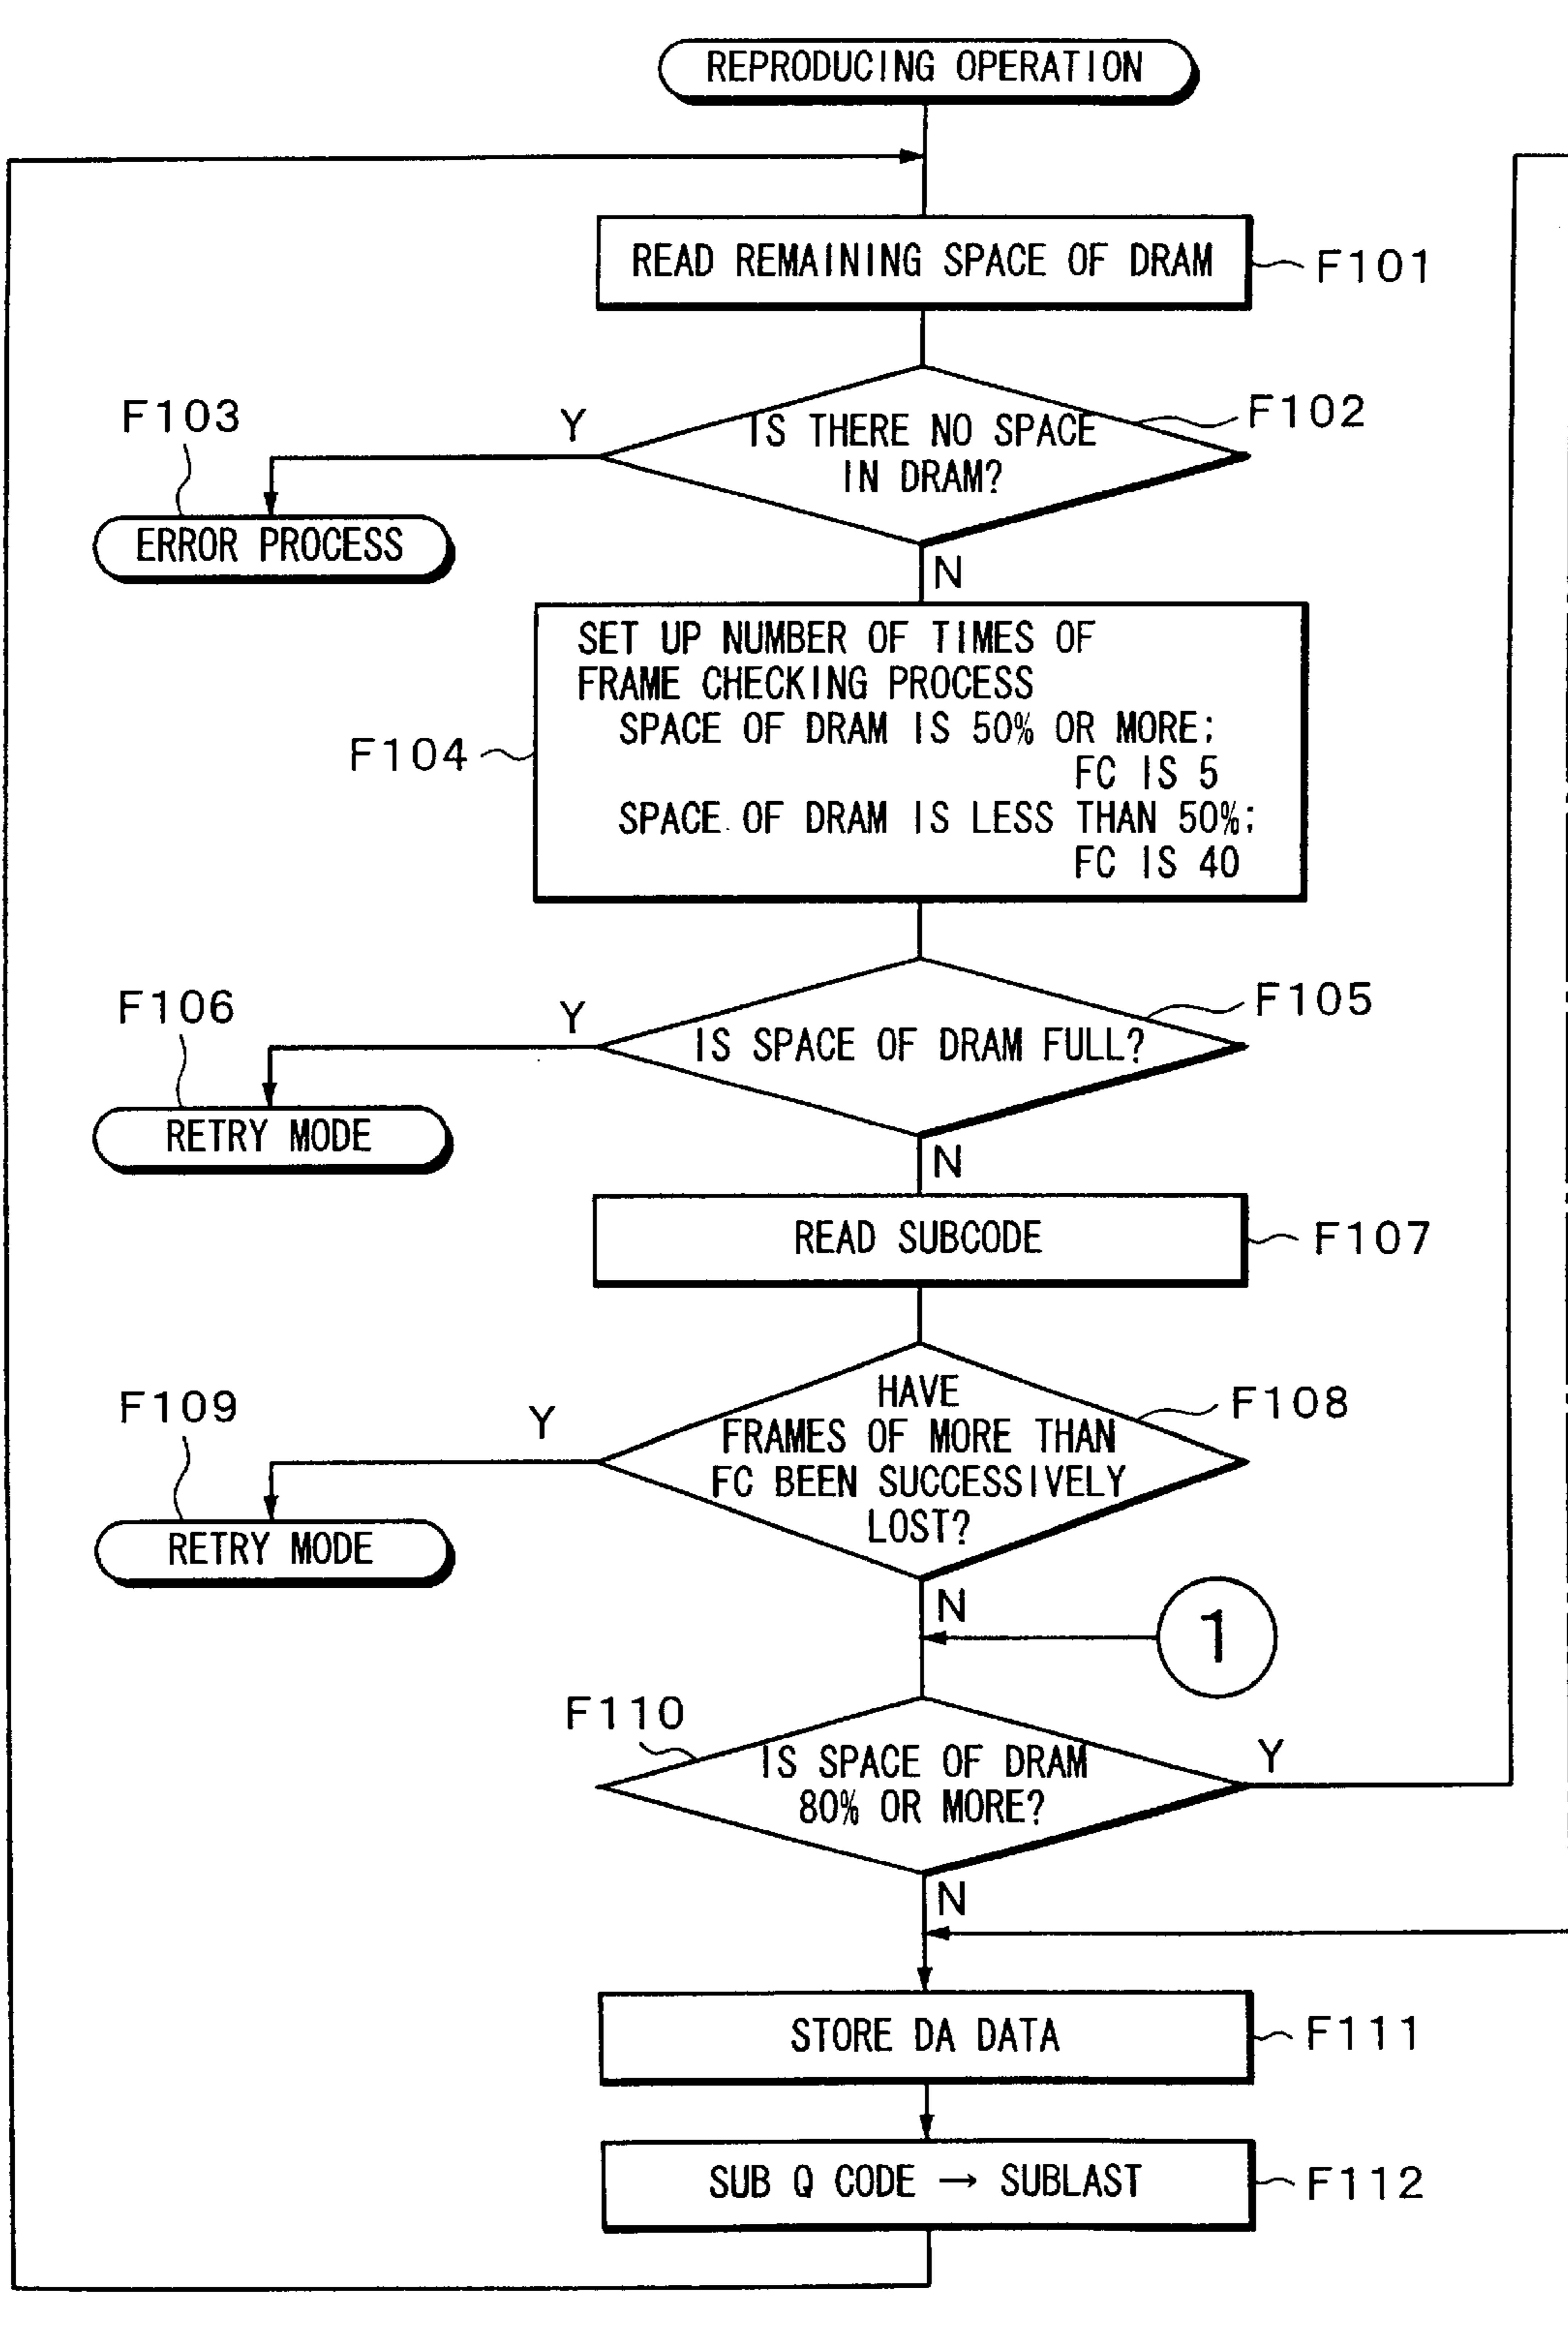 REPRODUCING OPERATION
READ REMAINING SPACE OF DRAM
F101
F103
Y
IS THERE NO SPACE
IN DRAM?
F102
ERROR PROCESS
N
SET UP NUMBER OF TIMES OF
FRAME CHECKING PROCESS
SPACE OF DRAM IS 50% OR MORE;
FC IS 5
SPACE OF DRAM IS LESS THAN 50%;
FC IS 40
F104
F106
Y
IS SPACE OF DRAM FULL?
F105
RETRY MODE
N
READ SUBCODE
F107
F109
Y
HAVE
FRAMES OF MORE THAN
FC BEEN SUCCESSIVELY
LOST?
F108
RETRY MODE
N
1
F110
IS SPACE OF DRAM
80% OR MORE?
Y
N
STORE DA DATA
F111
SUB Q CODE → SUBLAST
F112